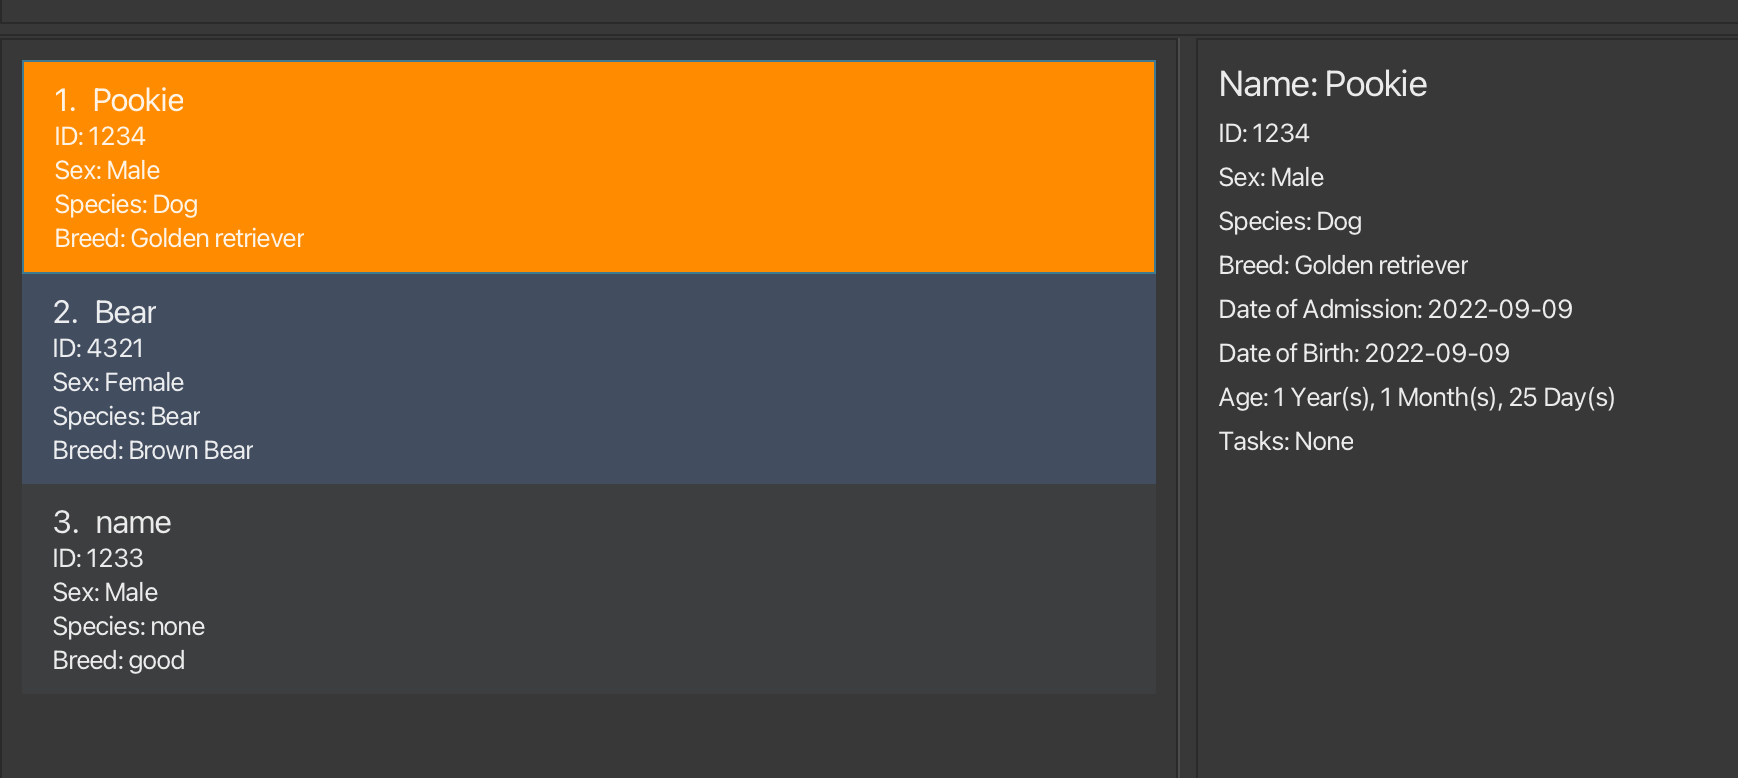 1. Pookie
ID: 1234
Sex: Male
Species: Dog
Breed: Golden retriever
2. Bear
ID: 4321
Sex: Female
Species: Bear
Breed: Brown Bear
3. name
ID: 1233
Sex: Male
Species: none
Breed: good
Name: Pookie
ID: 1234
Sex: Male
Species: Dog
Breed: Golden retriever
Date of Admission: 2022-09-09
Date of Birth: 2022-09-09
Age: 1 Year(s), 1 Month(s), 25 Day(s)
Tasks: None